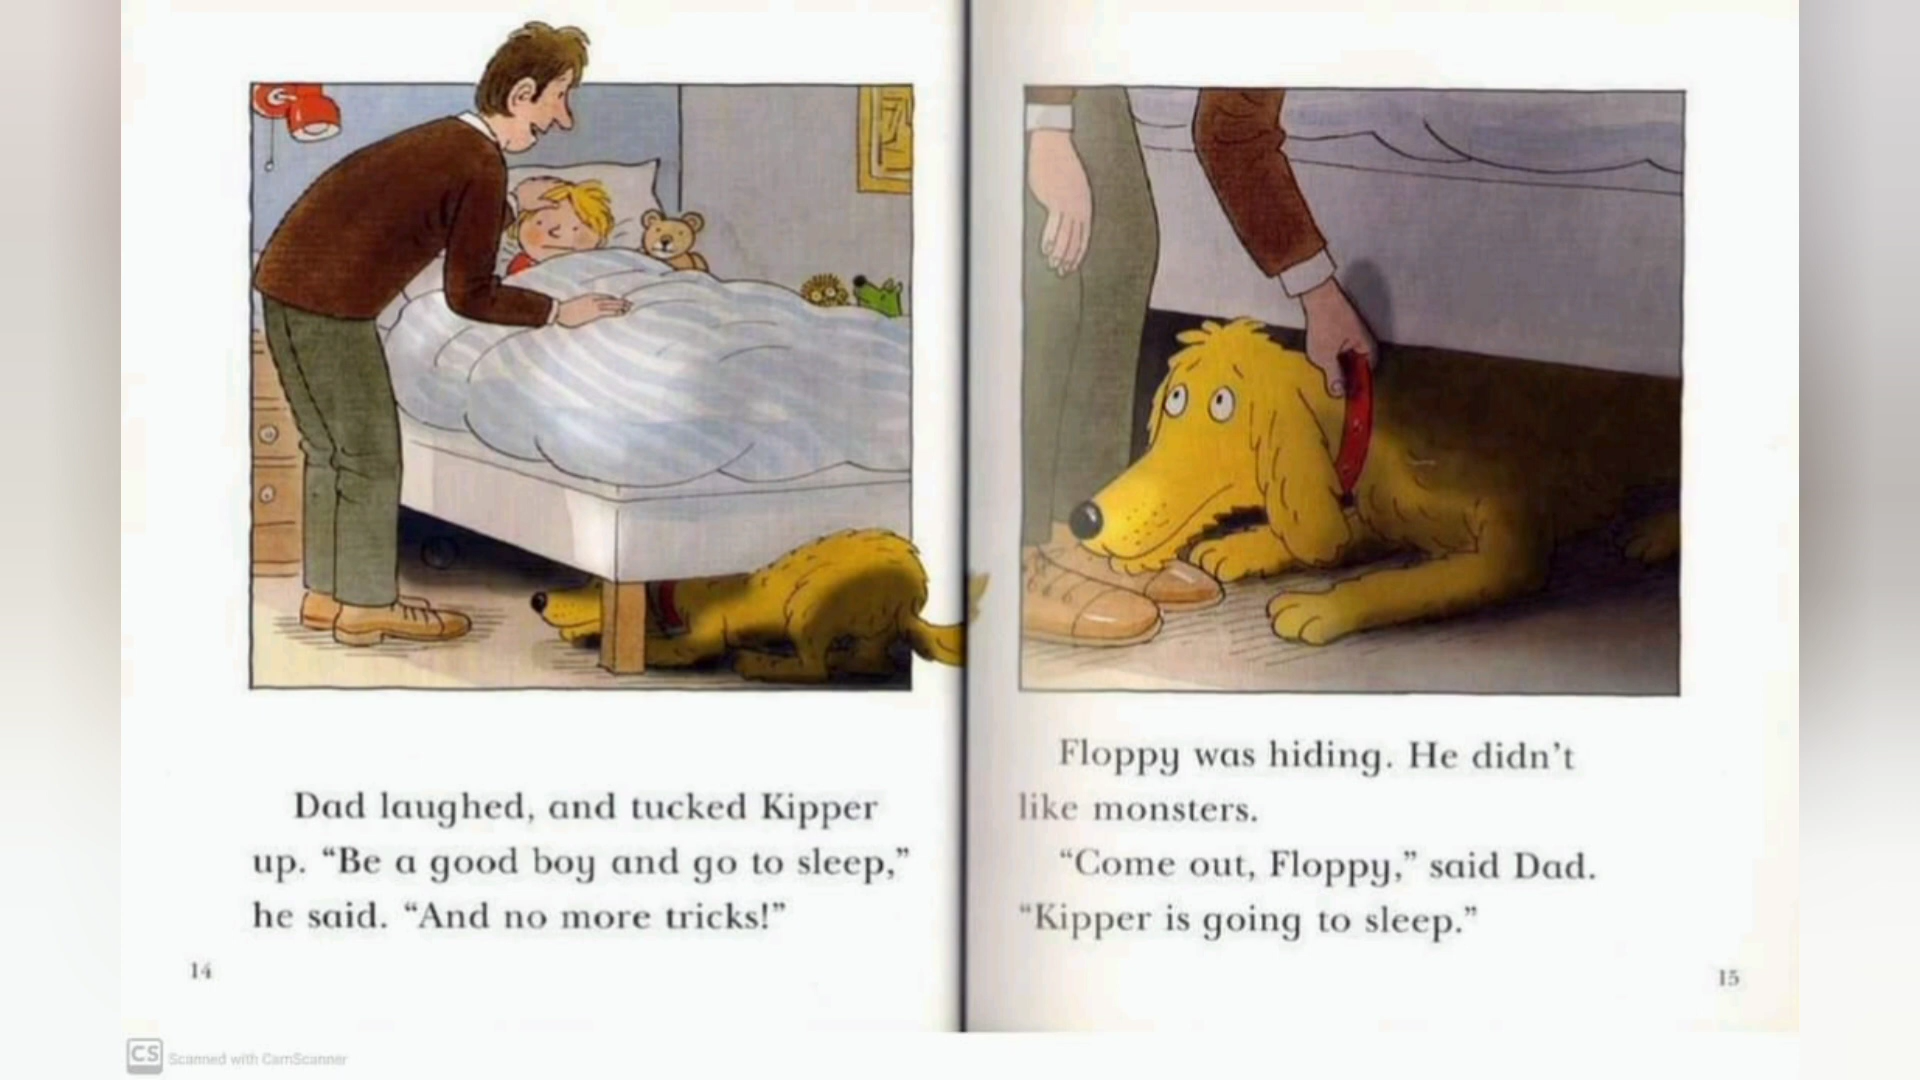 Dad laughed, and tucked Kipper
up. “Be a good boy and go to sleep,”
he said. “And no more tricks!”
14
Floppy was hiding. He didn’t
like monsters.
“Come out, Floppy,” said Dad.
“Kipper is going to sleep.”
15
CS Scanned with CamScanner